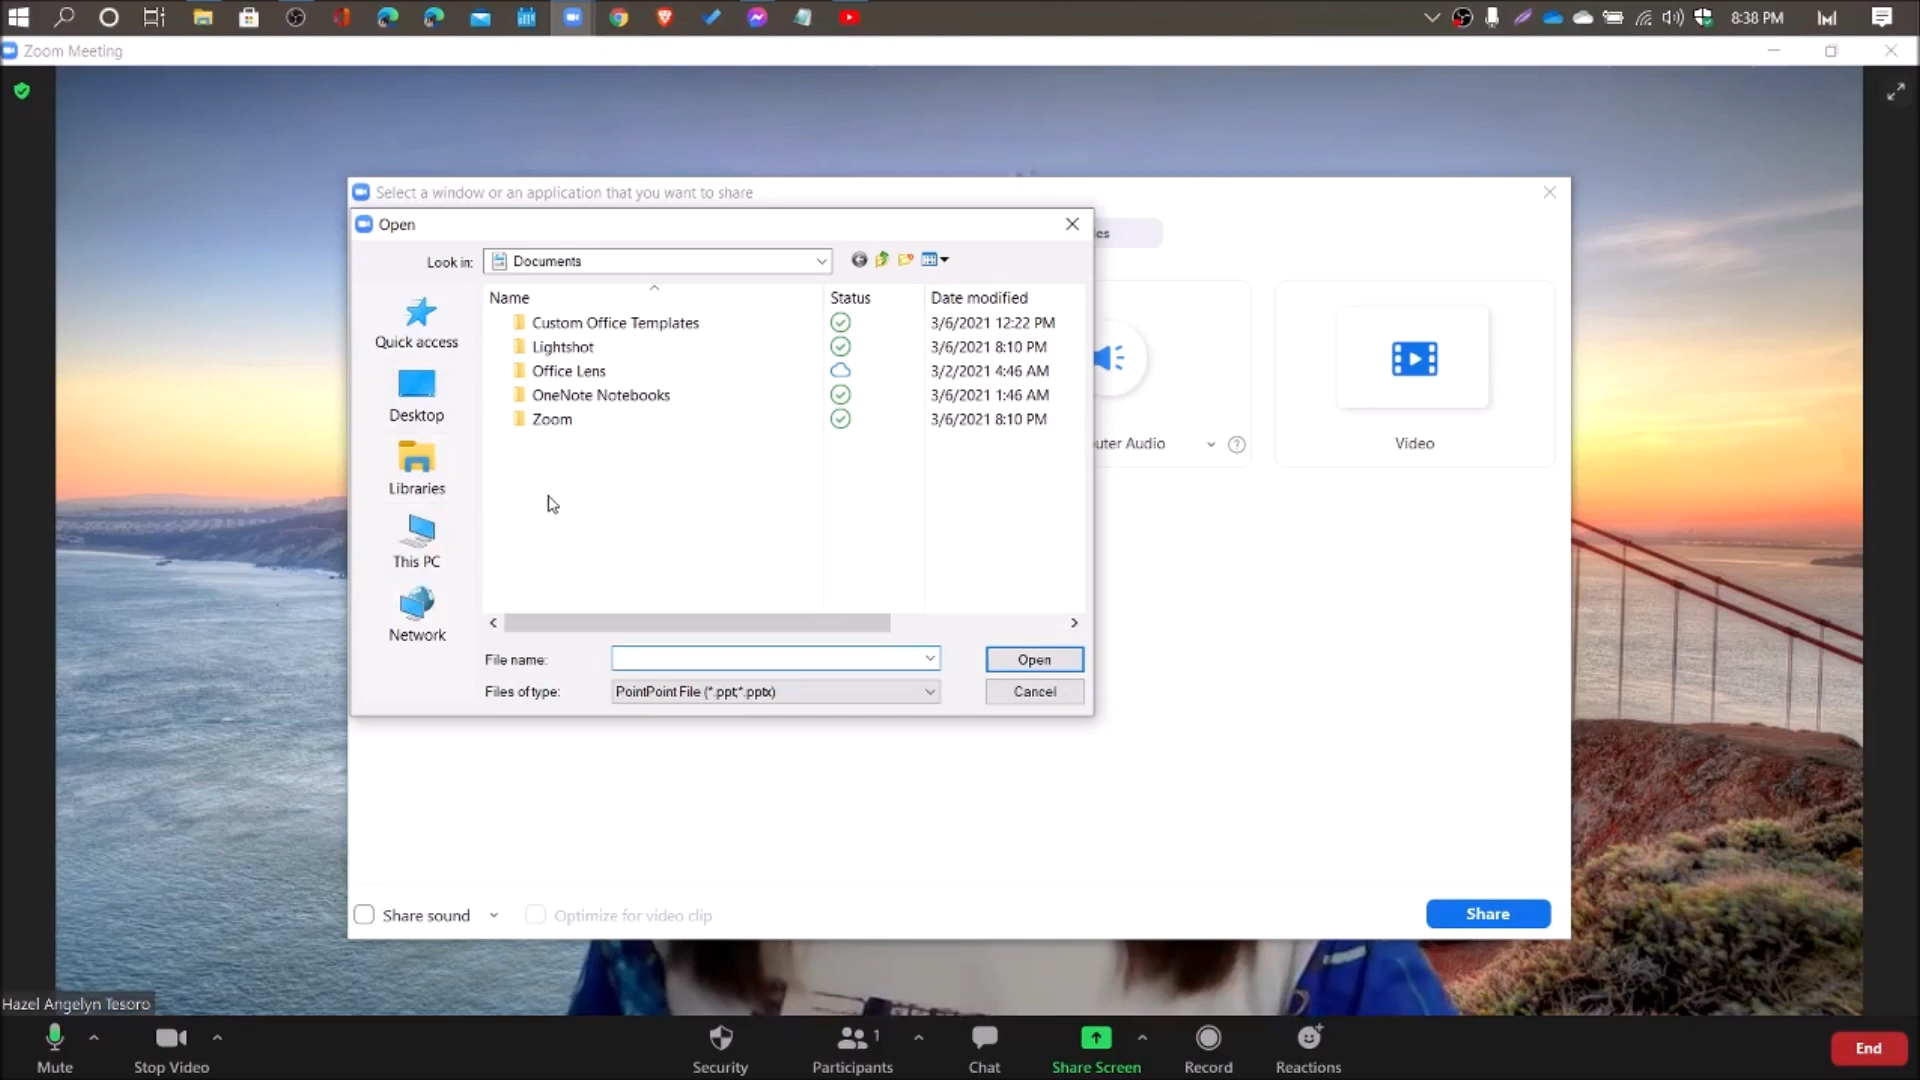 8:38 PM
Zoom Meeting
Select a window or an application that you want to share
Open
es
Look in:
Documents
Name
Status
Date modified
Custom Office Templates
3/6/2021 12:22 PM
Lightshot
3/6/2021 8:10 PM
Office Lens
3/2/2021 4:46 AM
OneNote Notebooks
3/6/2021 1:46 AM
Zoom
3/6/2021 8:10 PM
Quick access
Desktop
Libraries
This PC
Network
uter Audio
Video
File name:
Open
Files of type:
PointPoint File (*.ppt;*.pptx)
Cancel
Share sound
Optimize for video clip
Share
Hazel Angelyn Tesoro
Mute
Stop Video
Security
Participants
1
Chat
Share Screen
Record
Reactions
End